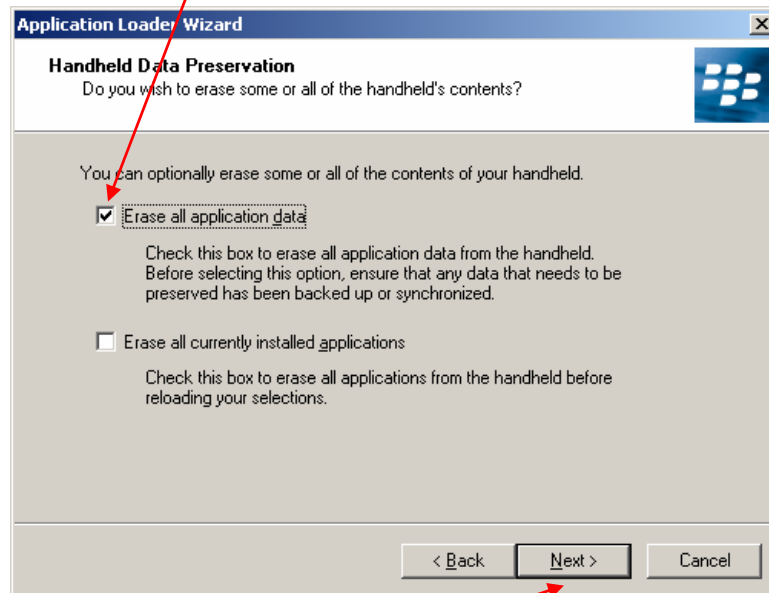 Application Loader Wizard
Handheld Data Preservation
Do you wish to erase some or all of the handheld's contents?
You can optionally erase some or all of the contents of your handheld.
Erase all application data
Check this box to erase all application data from the handheld.
Before selecting this option, ensure that any data that needs to be
preserved has been backed up or synchronized.
Erase all currently installed applications
Check this box to erase all applications from the handheld before
reloading your selections.
< Back Next > Cancel